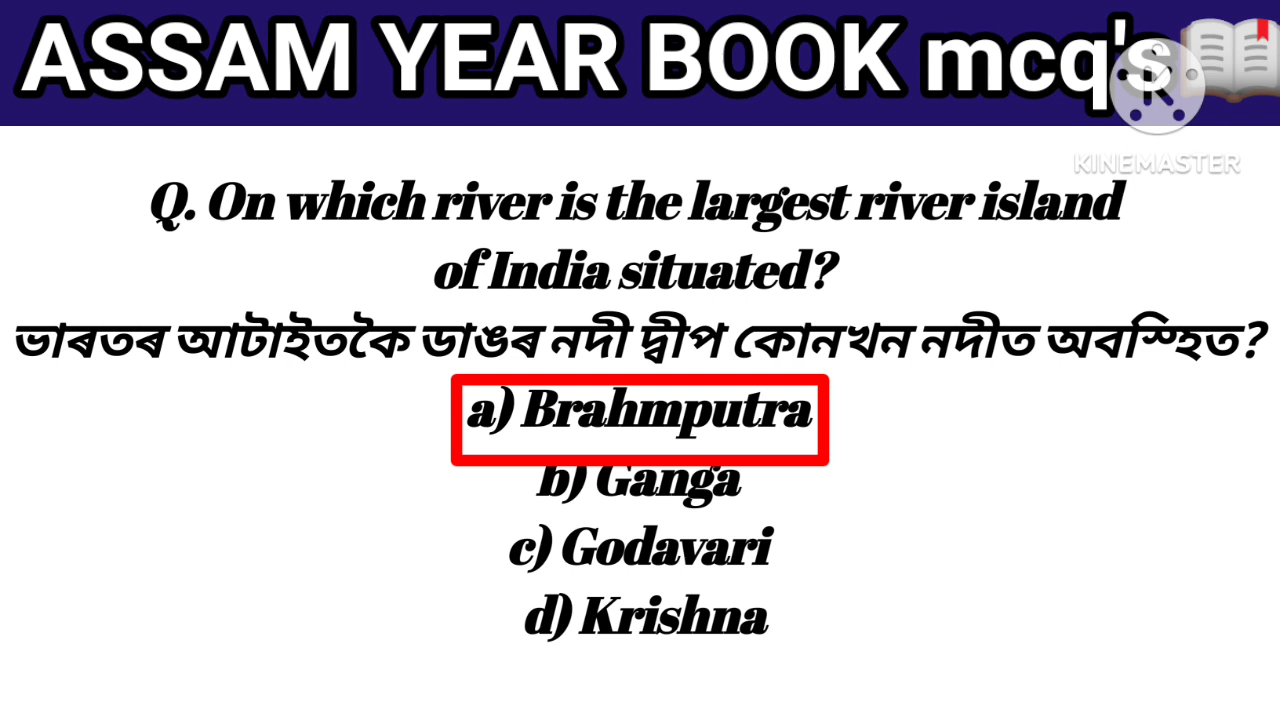 ASSAM YEAR BOOK mcq's
KINEMASTER
Q. On which river is the largest river island
of India situated?
ভাৰতৰ আটাইতকৈ ডাঙৰ নদী দ্বীপ কোনখন নদীত অবস্হিত?
a) Brahmputra
b) Ganga
c) Godavari
d) Krishna